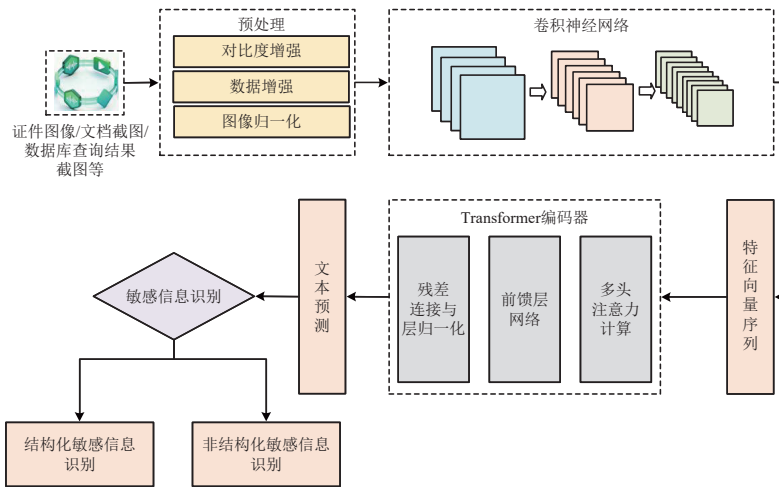 预处理
对比度增强
数据增强
图像归一化
证件图像/文档截图/
数据库查询结果
截图等
卷积神经网络
特
征
向
量
序
列
Transformer编码器
多头
注意力
计算
前馈层
网络
残差
连接与
层归一化
文
本
预
测
敏感信息识别
结构化敏感信息
识别
非结构化敏感信息
识别